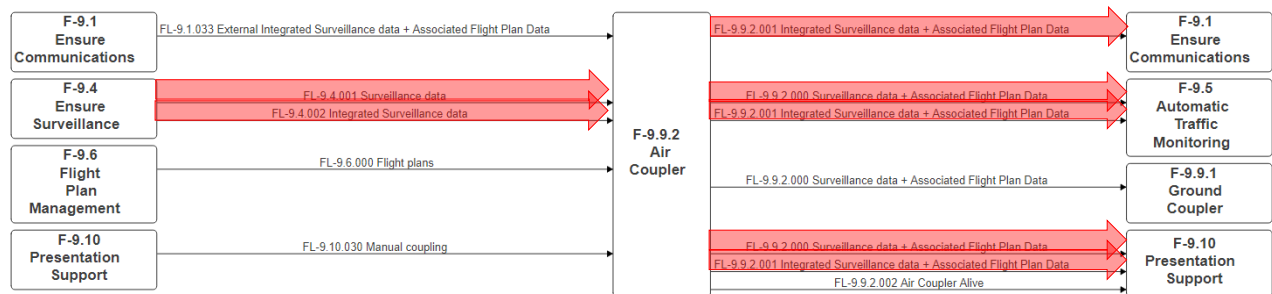 F-9.1
Ensure
Communications
FL-9.1.033 External Integrated Surveillance data + Associated Flight Plan Data
F-9.4
Ensure
Surveillance
FL-9.4.001 Surveillance data
FL-9.4.002 Integrated Surveillance data
F-9.6
Flight
Plan
Management
FL-9.6.000 Flight plans
F-9.10
Presentation
Support
FL-9.10.030 Manual coupling
F-9.9.2
Air
Coupler
FL-9.9.2.001 Integrated Surveillance data + Associated Flight Plan Data
F-9.1
Ensure
Communications
FL-9.9.2.000 Surveillance data + Associated Flight Plan Data
FL-9.9.2.001 Integrated Surveillance data + Associated Flight Plan Data
F-9.5
Automatic
Traffic
Monitoring
FL-9.9.2.000 Surveillance data + Associated Flight Plan Data
F-9.9.1
Ground
Coupler
FL-9.9.2.000 Surveillance data + Associated Flight Plan Data
FL-9.9.2.001 Integrated Surveillance data + Associated Flight Plan Data
FL-9.9.2.002 Air Coupler Alive
F-9.10
Presentation
Support